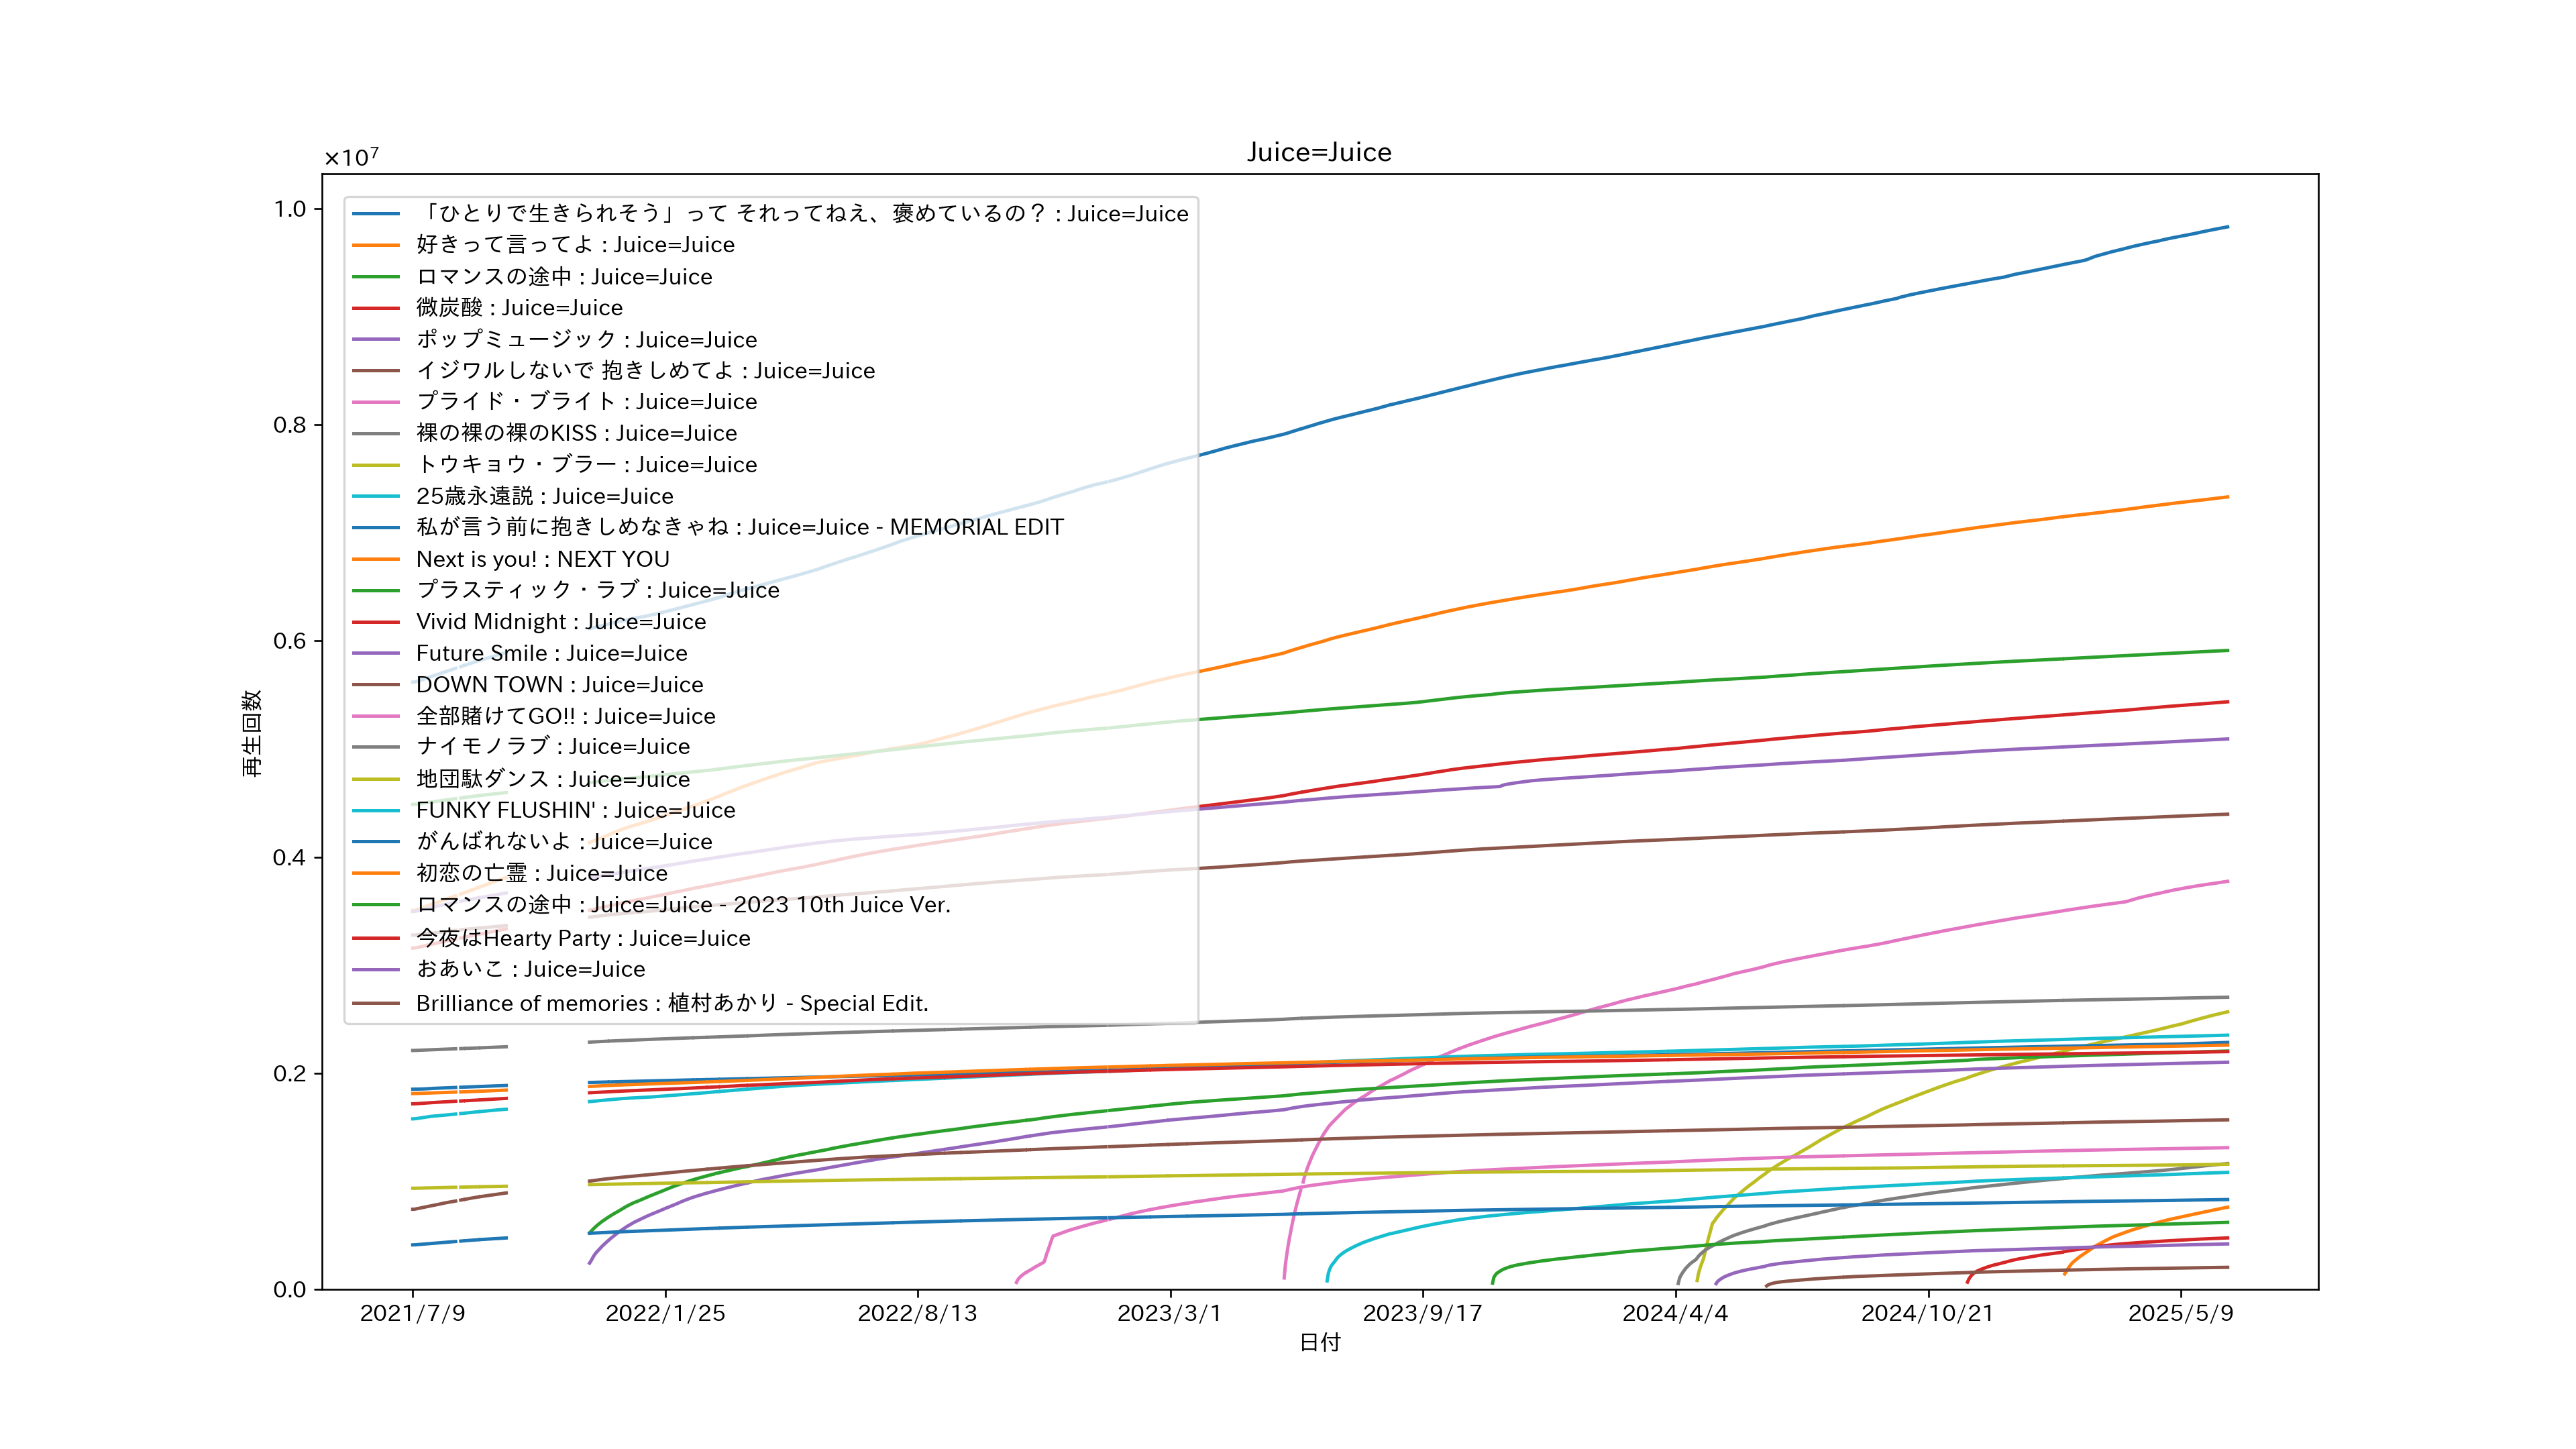 Juice=Juice
×10⁷
1.0
0.8
0.6
0.4
0.2
0.0
再生回数
「ひとりで生きられそう」って それってねえ、褒めているの？ : Juice=Juice
好きって言ってよ : Juice=Juice
ロマンスの途中 : Juice=Juice
微炭酸 : Juice=Juice
ポップミュージック : Juice=Juice
イジワルしないで 抱きしめてよ : Juice=Juice
プライド・ブライト : Juice=Juice
裸の裸の裸のKISS : Juice=Juice
トウキョウ・ブラー : Juice=Juice
25歳永遠説 : Juice=Juice
私が言う前に抱きしめなきゃね : Juice=Juice - MEMORIAL EDIT
Next is you! : NEXT YOU
プラスティック・ラブ : Juice=Juice
Vivid Midnight : Juice=Juice
Future Smile : Juice=Juice
DOWN TOWN : Juice=Juice
全部賭けてGO!! : Juice=Juice
ナイモノラブ : Juice=Juice
地団駄ダンス : Juice=Juice
FUNKY FLUSHIN' : Juice=Juice
がんばれないよ : Juice=Juice
初恋の亡霊 : Juice=Juice
ロマンスの途中 : Juice=Juice - 2023 10th Juice Ver.
今夜はHearty Party : Juice=Juice
おあいこ : Juice=Juice
Brilliance of memories : 植村あかり - Special Edit.
2021/7/9 2022/1/25 2022/8/13 2023/3/1 2023/9/17 2024/4/4 2024/10/21 2025/5/9
日付